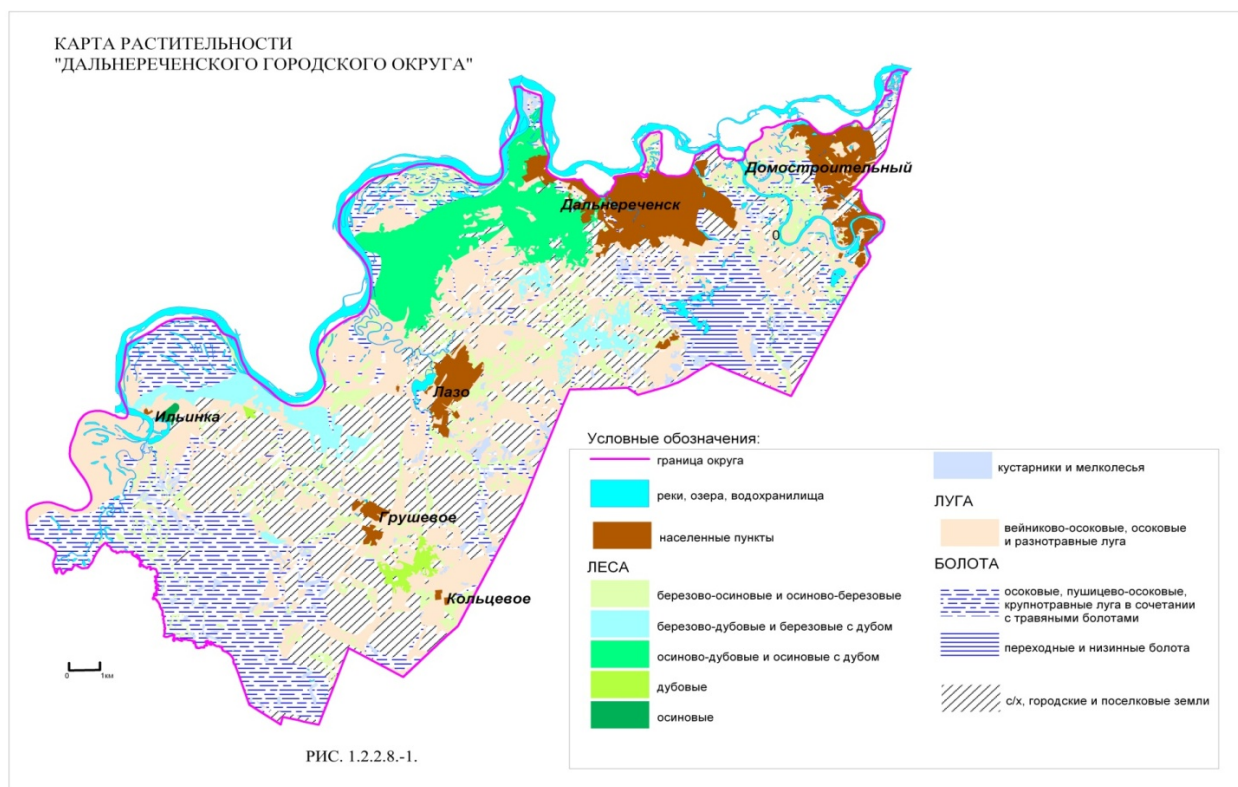 КАРТА РАСТИТЕЛЬНОСТИ
"ДАЛЬНЕРЕЧЕНСКОГО ГОРОДСКОГО ОКРУГА"
Домостроительный
Дальнереченск
0
Лазо
Ильинка
Грушевое
Кольцевое
0 1км
РИС. 1.2.2.8.-1.
Условные обозначения:
граница округа
реки, озера, водохранилища
населенные пункты
ЛЕСА
березово-осиновые и осиново-березовые
березово-дубовые и березовые с дубом
осиново-дубовые и осиновые с дубом
дубовые
осиновые
кустарники и мелколесья
ЛУГА
вейниково-осоковые, осоковые
и разнотравные луга
БОЛОТА
осоковые, пушицево-осоковые,
крупнотравные луга в сочетании
с травяными болотами
переходные и низинные болота
с/х, городские и поселковые земли